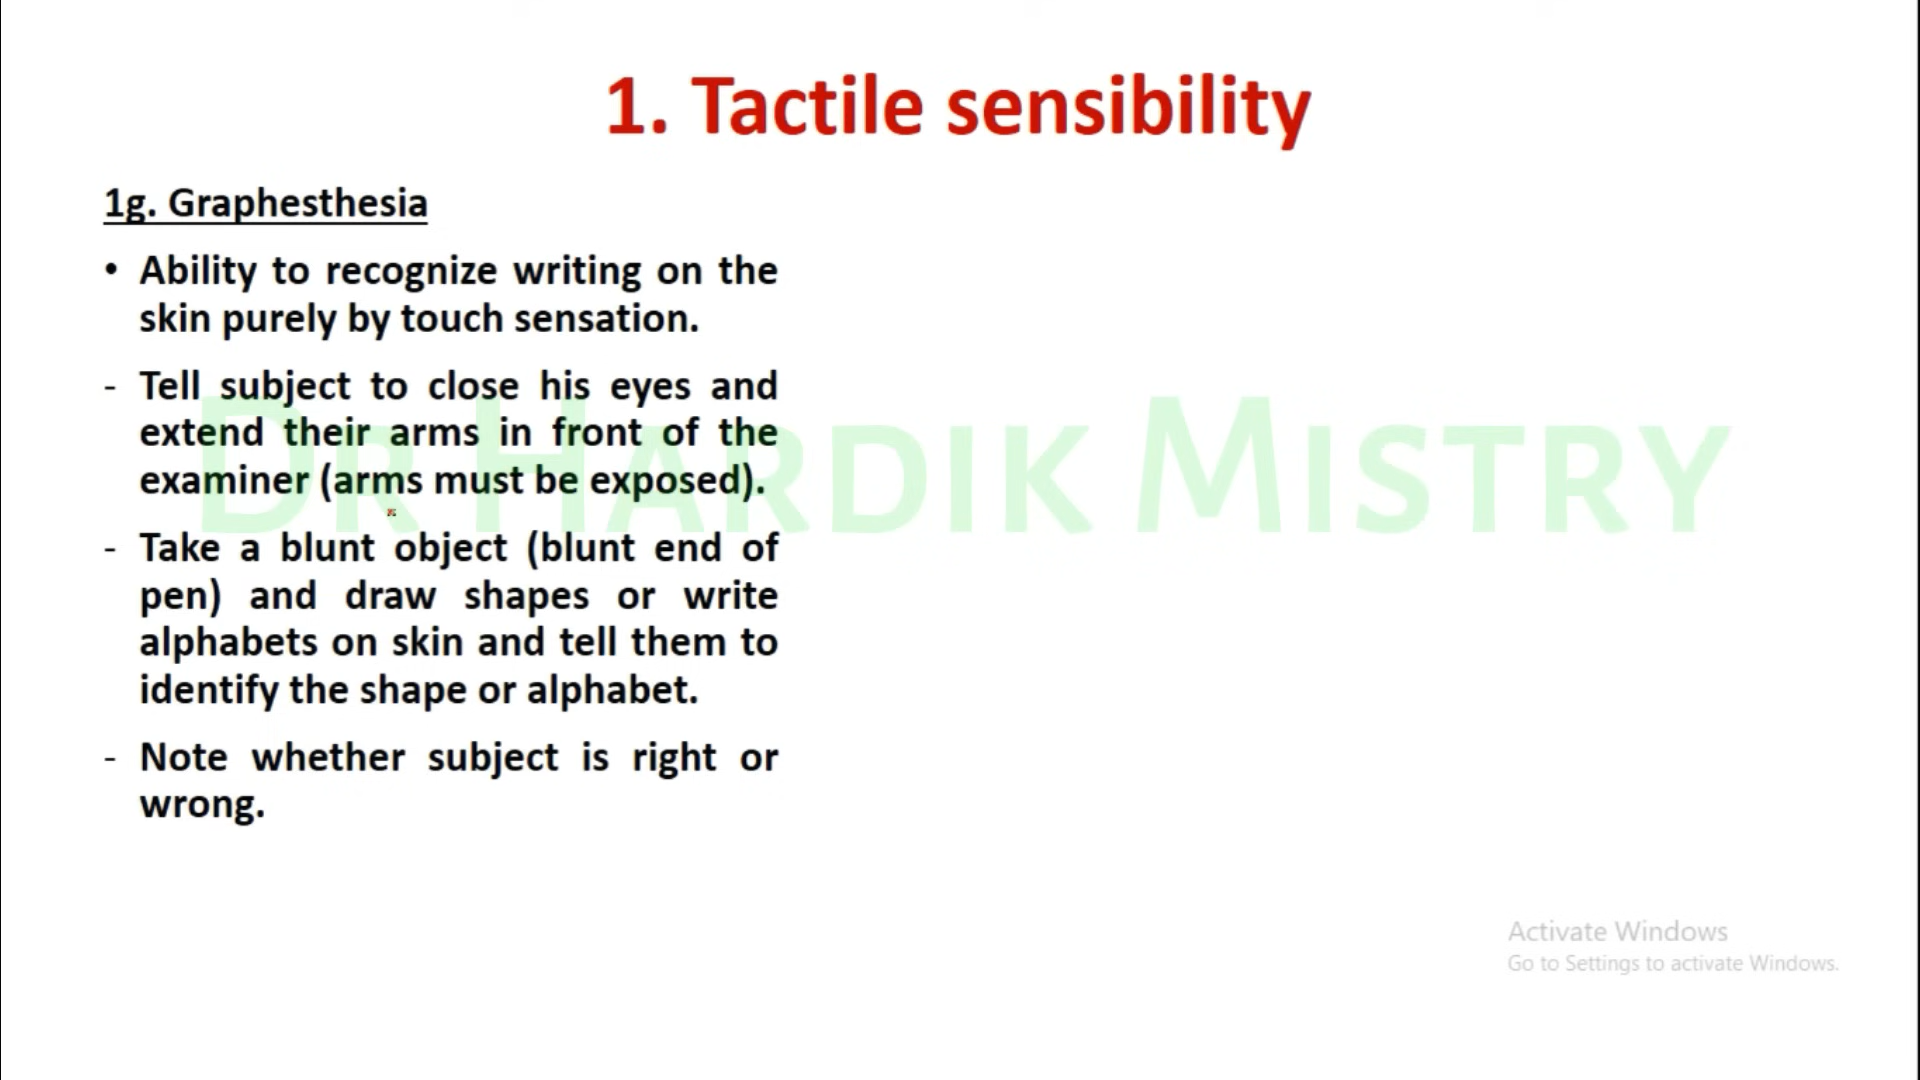 1. Tactile sensibility
1g. Graphesthesia
• Ability to recognize writing on the
skin purely by touch sensation.
- Tell subject to close his eyes and
extend their arms in front of the
examiner (arms must be exposed).
DR HARDIK MISTRY
- Take a blunt object (blunt end of
pen) and draw shapes or write
alphabets on skin and tell them to
identify the shape or alphabet.
- Note whether subject is right or
wrong.
Activate Windows
Go to Settings to activate Windows.